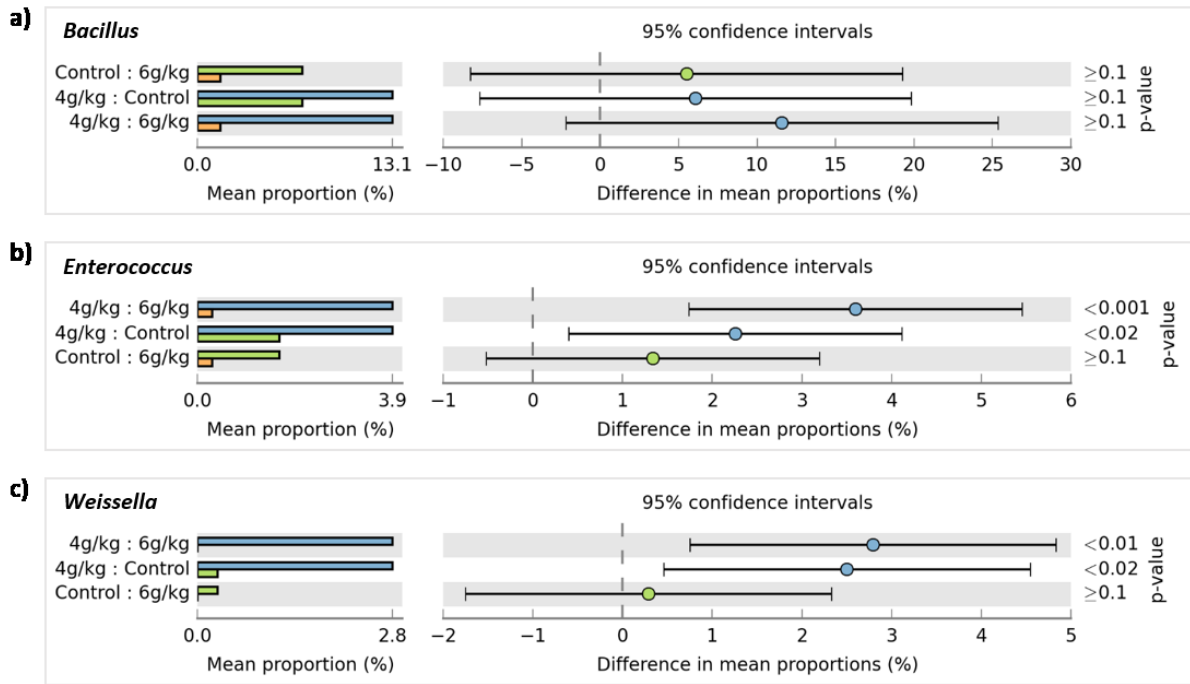 a)
Bacillus
95% confidence intervals
Control : 6g/kg
≥0.1
4g/kg : Control
≥0.1
4g/kg : 6g/kg
≥0.1
p-value
0.0 13.1
−10 −5 0 5 10 15 20 25 30
Mean proportion (%)
Difference in mean proportions (%)
b)
Enterococcus
95% confidence intervals
4g/kg : 6g/kg
<0.001
4g/kg : Control
<0.02
Control : 6g/kg
≥0.1
p-value
0.0 3.9
−1 0 1 2 3 4 5 6
Mean proportion (%)
Difference in mean proportions (%)
c)
Weissella
95% confidence intervals
4g/kg : 6g/kg
<0.01
4g/kg : Control
<0.02
Control : 6g/kg
≥0.1
p-value
0.0 2.8
−2 −1 0 1 2 3 4 5
Mean proportion (%)
Difference in mean proportions (%)